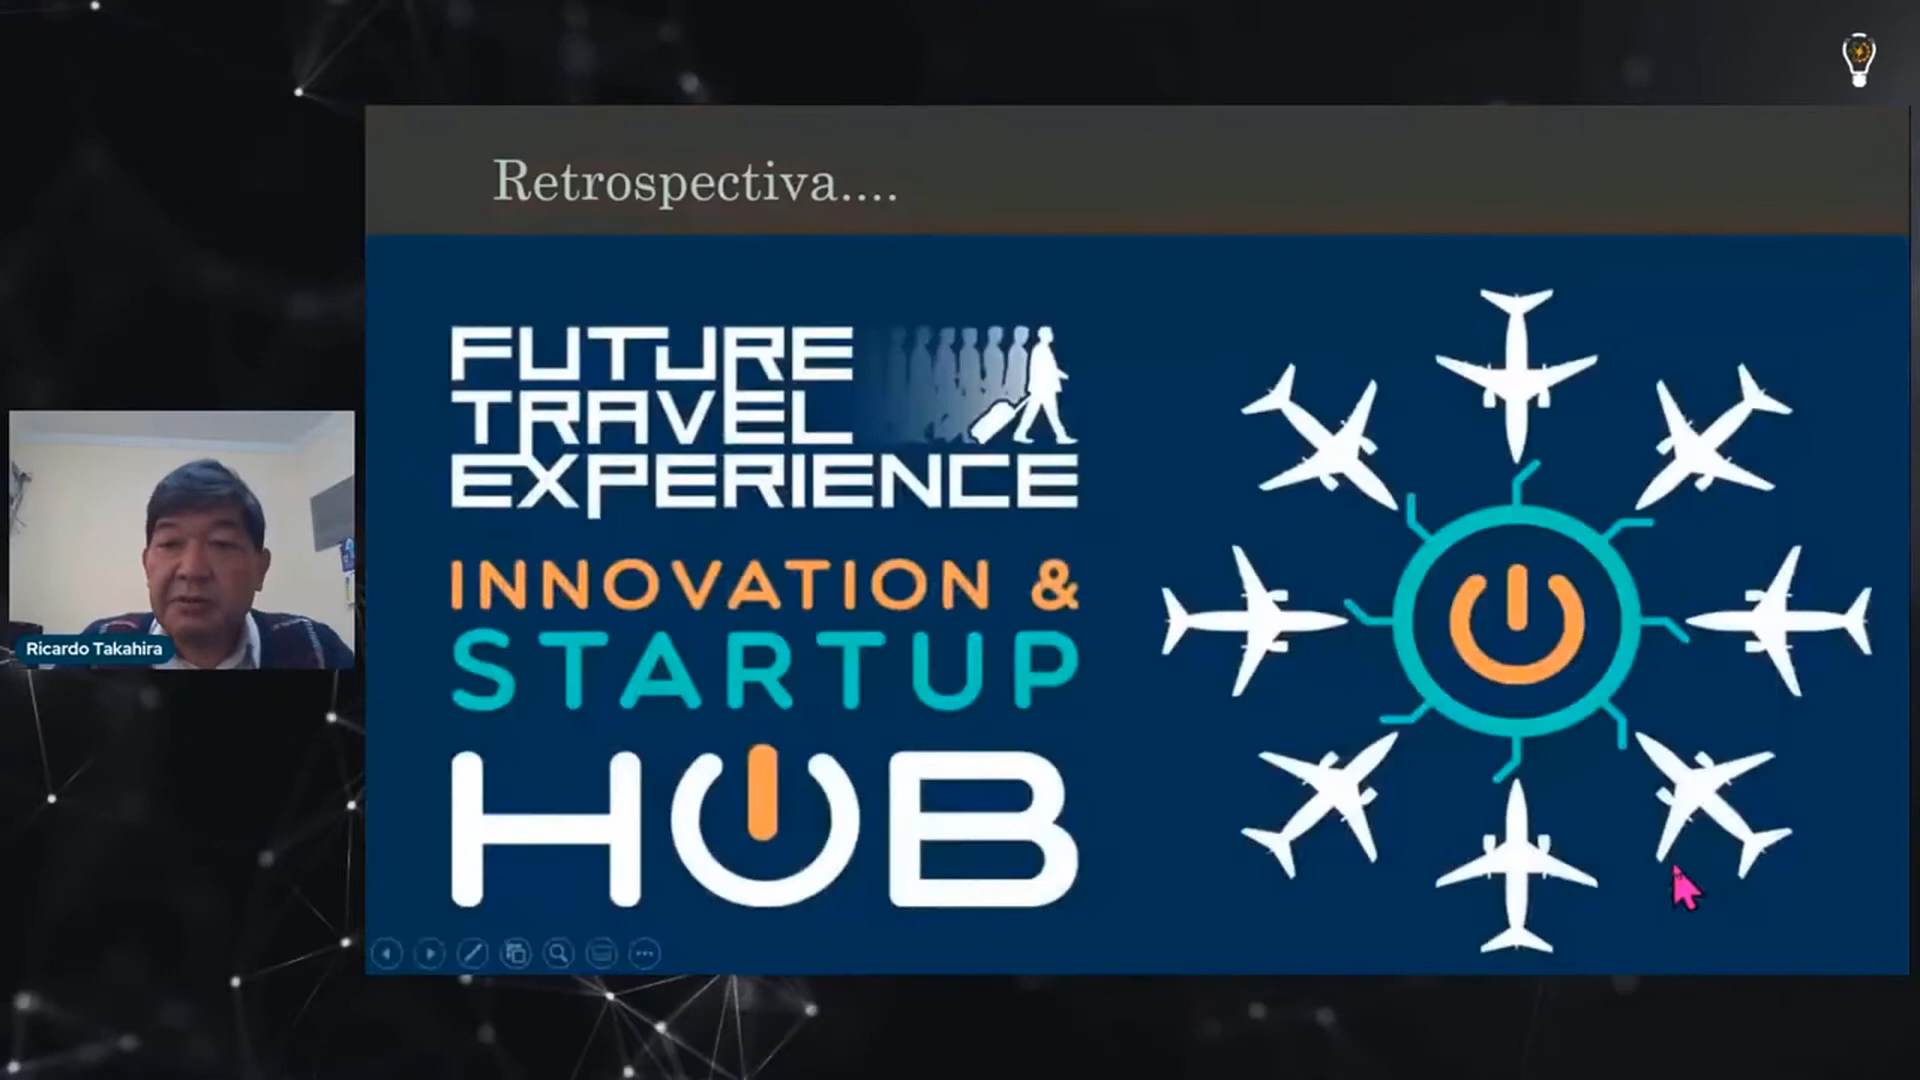 Retrospectiva....
FUTURE
TRAVEL
EXPERIENCE
INNOVATION &
STARTUP
HUB
Ricardo Takahira